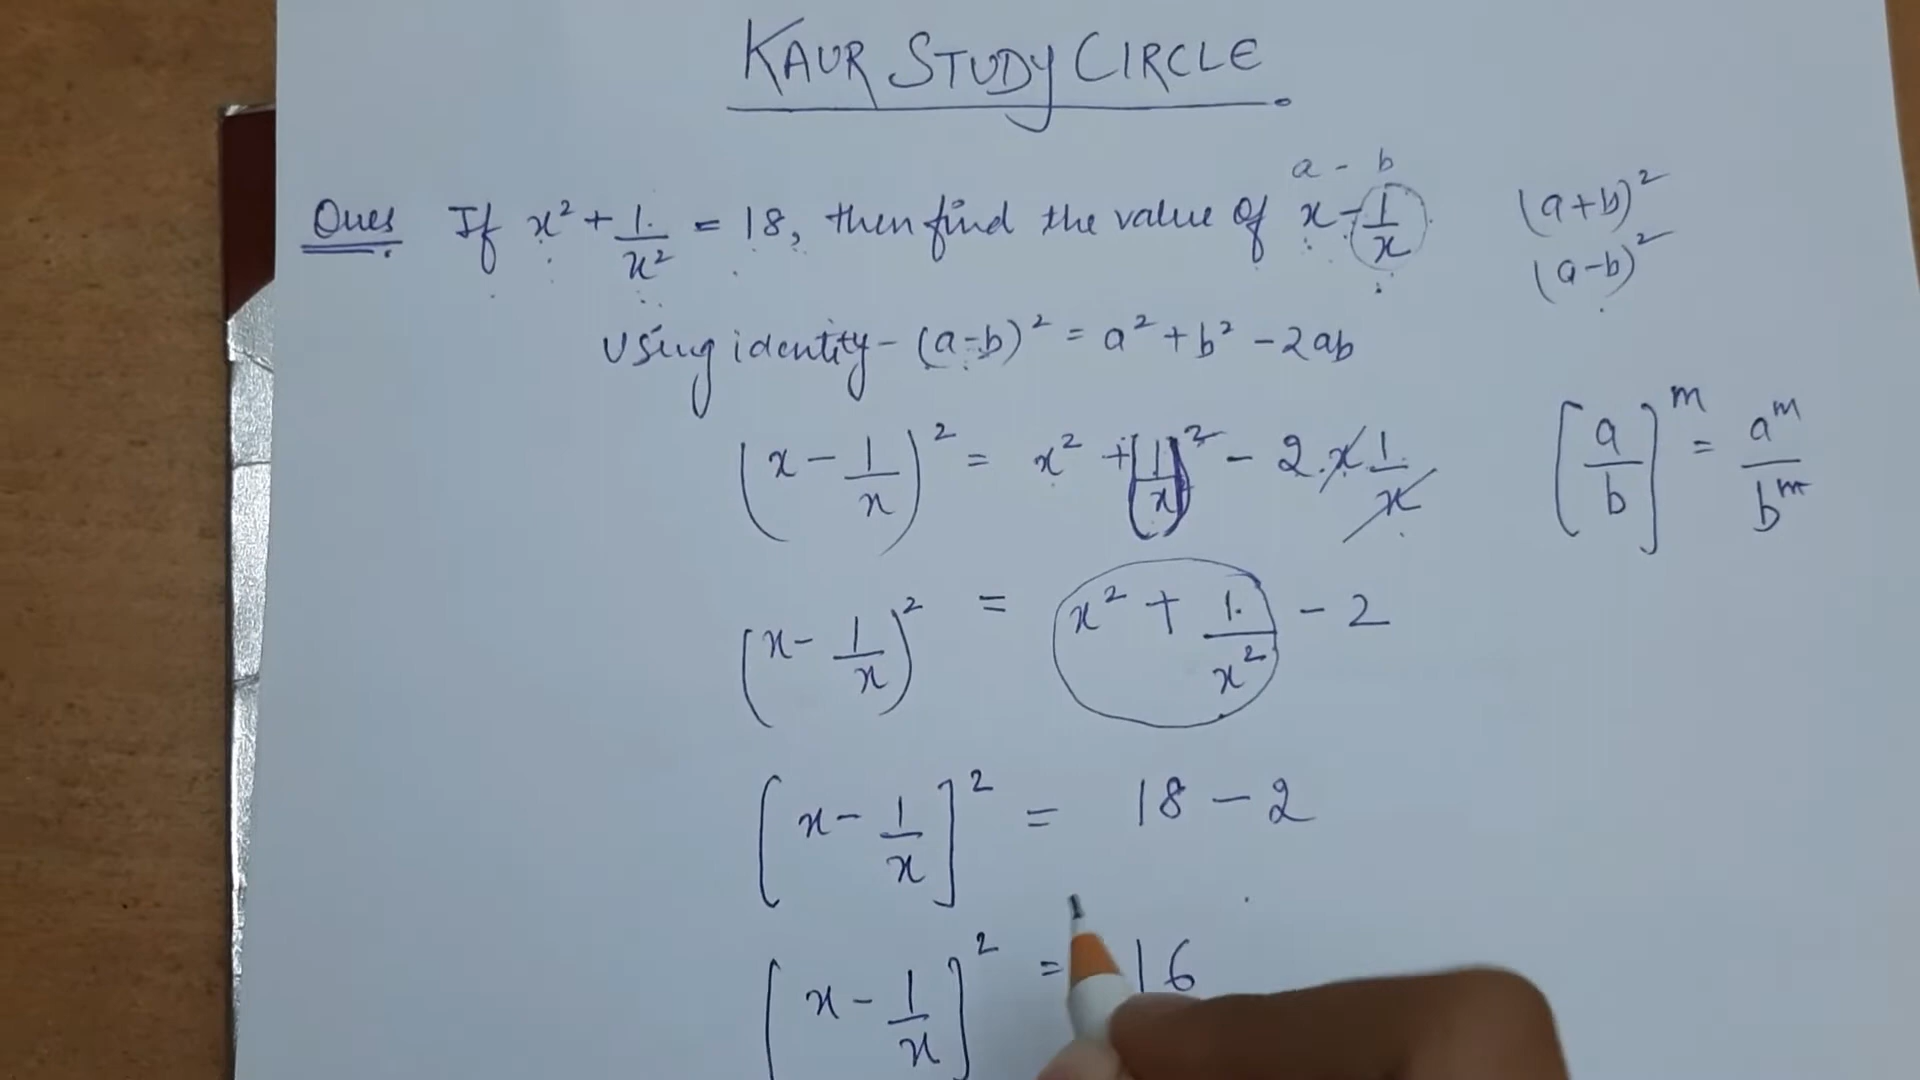 KAUR STUDY CIRCLE
a - b
Ques If x² + 1/x² = 18, then find the value of x - 1/x
(a+b)²
(a-b)²
Using identity - (a-b)² = a² + b² - 2ab
(x - 1/x)² = x² + (1/x)² - 2.x 1/x
[a/b]^m = a^m/b^m
(x - 1/x)² = x² + 1/x² - 2
[x - 1/x]² = 18 - 2
[x - 1/x]² = 16